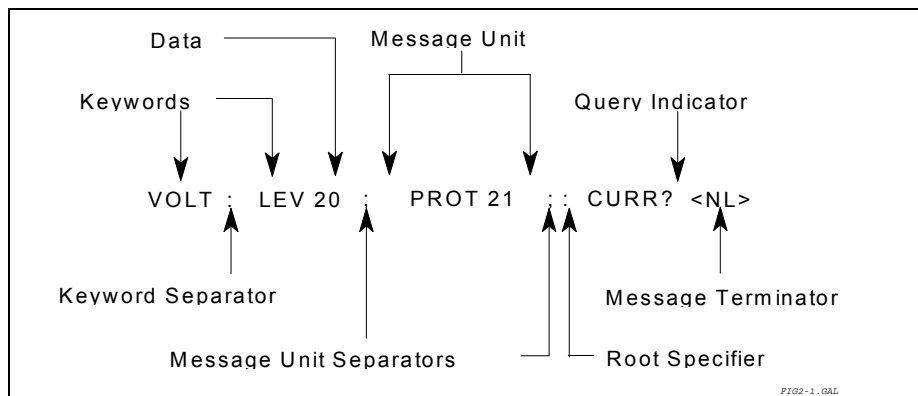 Data
Message Unit
Keywords
Query Indicator
VOLT : LEV 20 ; PROT 21 ; : CURR? <NL>
Keyword Separator
Message Terminator
Message Unit Separators
Root Specifier
FIG2-1.GAL